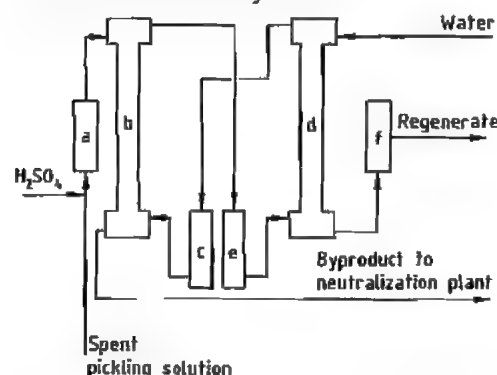 Water
a
b
d
f
Regenerate
H₂SO₄
c
e
Byproduct to
neutralization plant
Spent
pickling solution